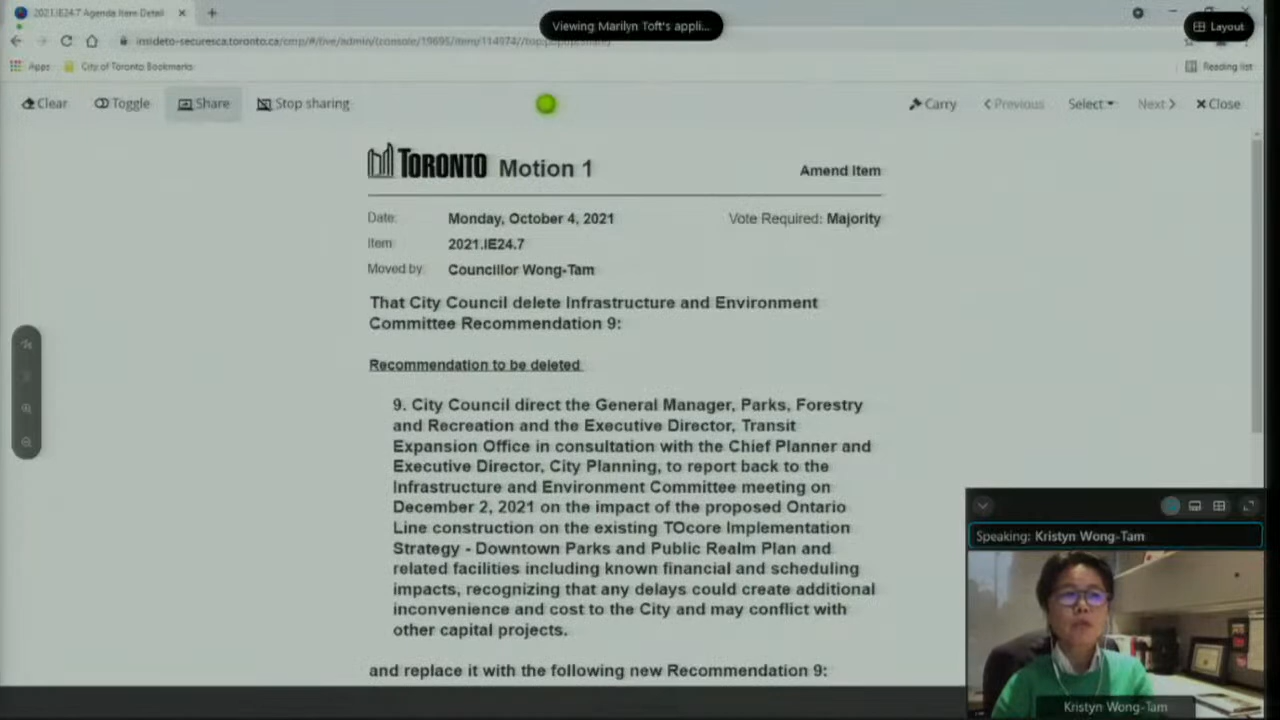 2021.IE24.7 Agenda Item Detail
Viewing Marilyn Toft's appli...
Layout
Apps
City of Toronto Bookmarks
Reading list
Clear
Toggle
Share
Stop sharing
Carry
Previous
Select
Next
Close
TORONTO Motion 1
Amend Item
Date: Monday, October 4, 2021
Vote Required: Majority
Item: 2021.IE24.7
Moved by: Councillor Wong-Tam
That City Council delete Infrastructure and Environment
Committee Recommendation 9:
Recommendation to be deleted
9. City Council direct the General Manager, Parks, Forestry
and Recreation and the Executive Director, Transit
Expansion Office in consultation with the Chief Planner and
Executive Director, City Planning, to report back to the
Infrastructure and Environment Committee meeting on
December 2, 2021 on the impact of the proposed Ontario
Line construction on the existing TOcore Implementation
Strategy - Downtown Parks and Public Realm Plan and
related facilities including known financial and scheduling
impacts, recognizing that any delays could create additional
inconvenience and cost to the City and may conflict with
other capital projects.
and replace it with the following new Recommendation 9:
Speaking: Kristyn Wong-Tam
Kristyn Wong-Tam